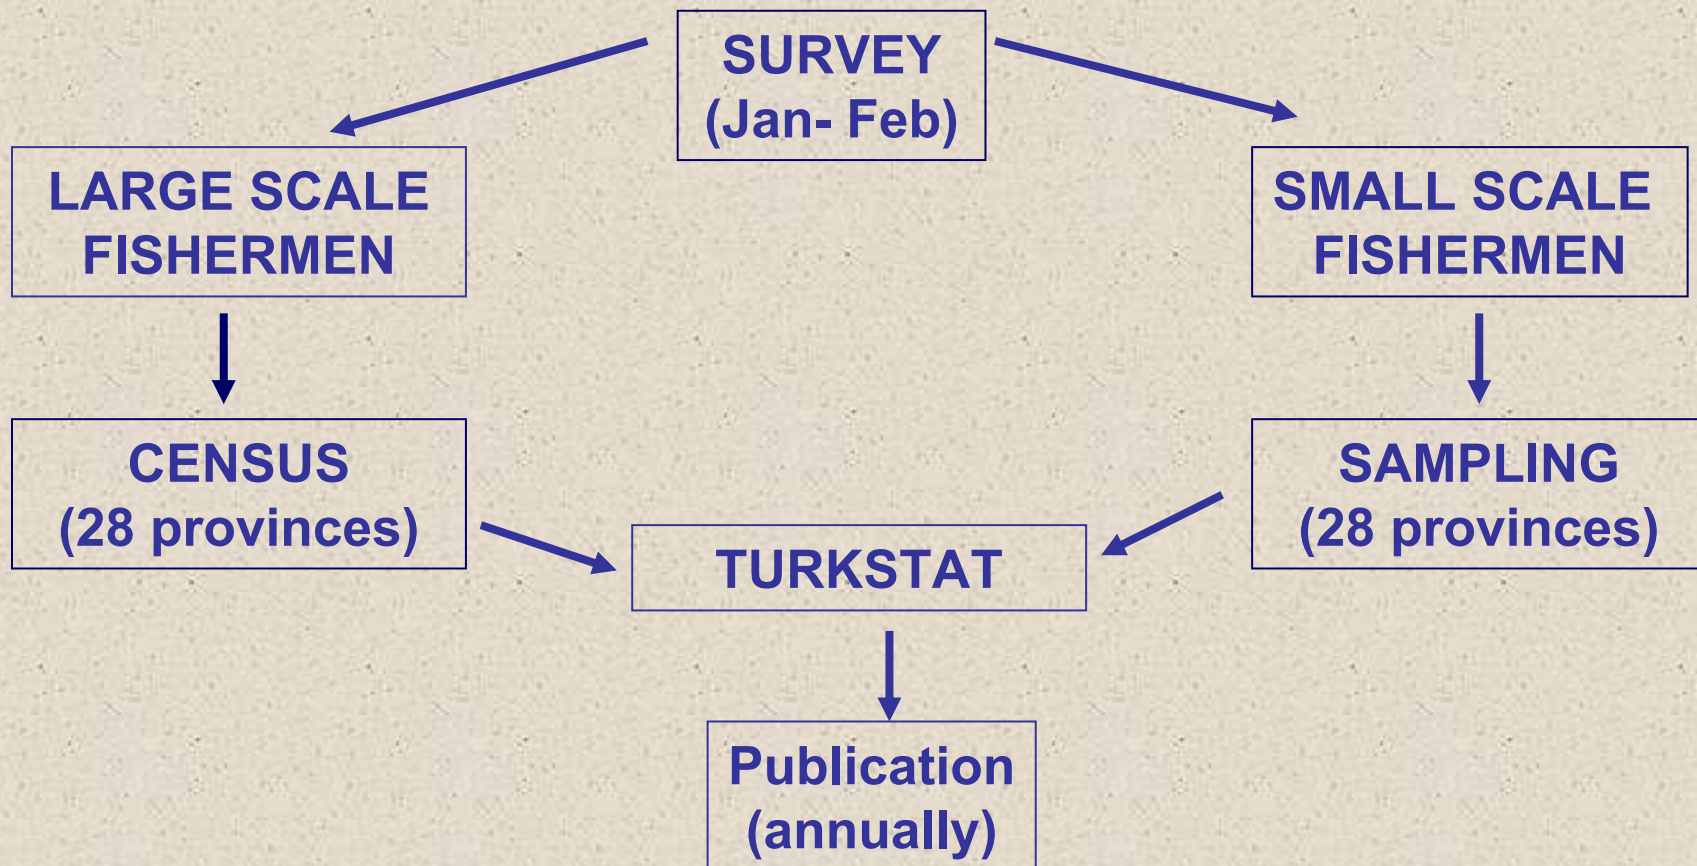 SURVEY
(Jan- Feb)
LARGE SCALE
FISHERMEN
SMALL SCALE
FISHERMEN
CENSUS
(28 provinces)
SAMPLING
(28 provinces)
TURKSTAT
Publication
(annually)